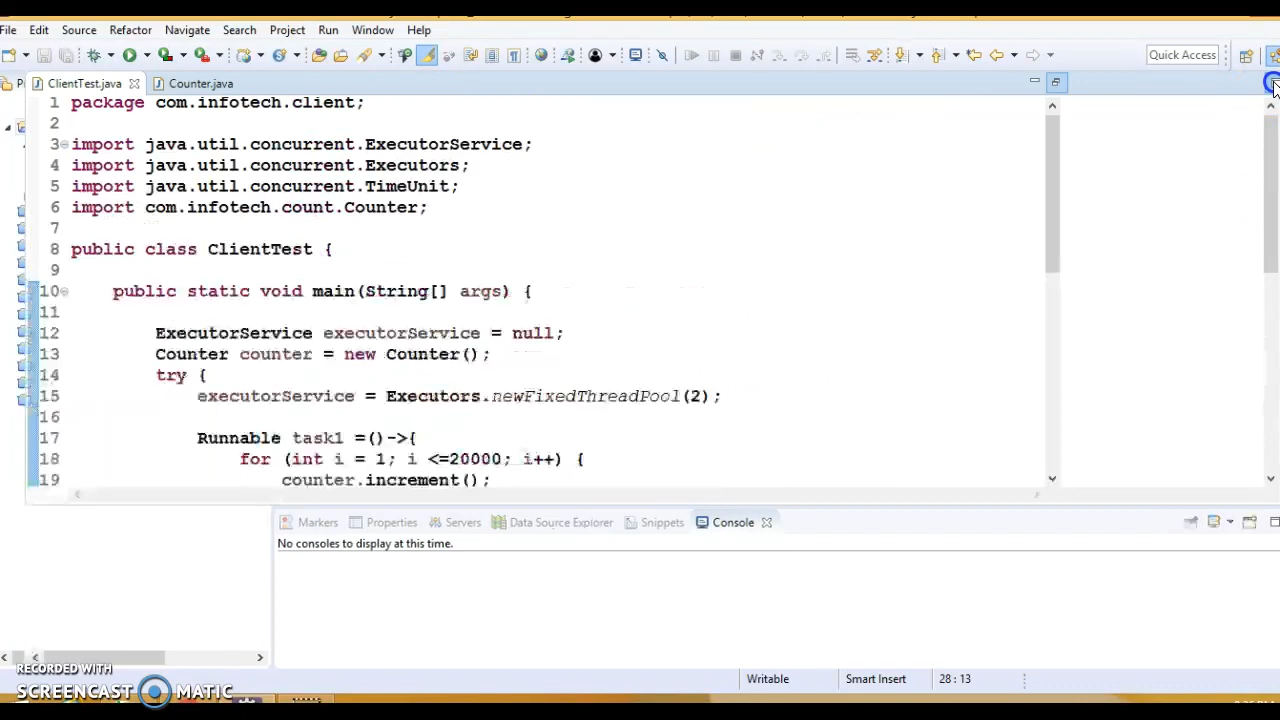 File Edit Source Refactor Navigate Search Project Run Window Help
Quick Access
ClientTest.java Counter.java
1 package com.infotech.client;
2
3 import java.util.concurrent.ExecutorService;
4 import java.util.concurrent.Executors;
5 import java.util.concurrent.TimeUnit;
6 import com.infotech.count.Counter;
7
8 public class ClientTest {
9
10 public static void main(String[] args) {
11
12 ExecutorService executorService = null;
13 Counter counter = new Counter();
14 try {
15 executorService = Executors.newFixedThreadPool(2);
16
17 Runnable task1 =()->{
18 for (int i = 1; i <=20000; i++) {
19 counter.increment();
Markers Properties Servers Data Source Explorer Snippets Console
No consoles to display at this time.
Writable Smart Insert 28 : 13
RECORDED WITH
SCREENCAST MATIC